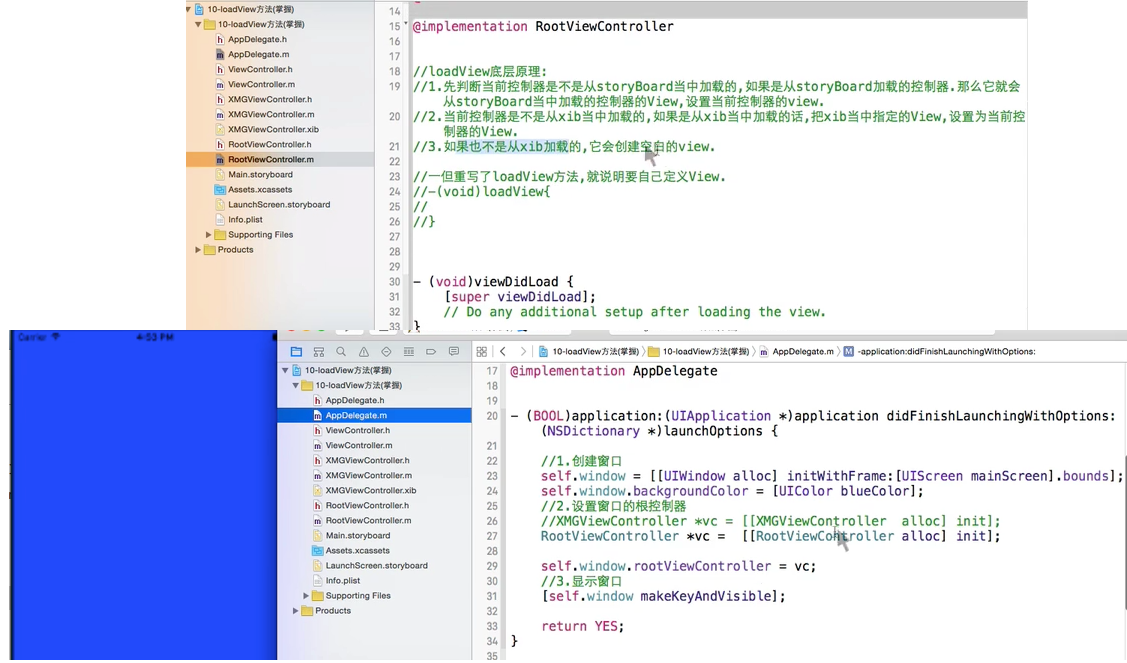 10-loadView方法(掌握)
10-loadView方法(掌握)
AppDelegate.h
AppDelegate.m
ViewController.h
ViewController.m
XMGViewController.h
XMGViewController.m
XMGViewController.xib
RootViewController.h
RootViewController.m
Main.storyboard
Assets.xcassets
LaunchScreen.storyboard
Info.plist
Supporting Files
Products
14
15 @implementation RootViewController
16
17
18 //loadView底层原理:
19 //1.先判断当前控制器是不是从storyBoard当中加载的,如果是从storyBoard加载的控制器.那么它就会
从storyBoard当中加载的控制器的View,设置当前控制器的view.
20 //2.当前控制器是不是从xib当中加载的,如果是从xib当中加载的话,把xib当中指定的View,设置为当前控
制器的View.
21 //3.如果也不是从xib加载的,它会创建空白的view.
22
23 //一但重写了loadView方法,就说明要自己定义View.
24 //-(void)loadView{
25 //
26 //}
27
28
29
30 - (void)viewDidLoad {
31 [super viewDidLoad];
32 // Do any additional setup after loading the view.
33 }
Carrier
4:53 PM
10-loadView方法(掌握)
10-loadView方法(掌握)
AppDelegate.h
AppDelegate.m
ViewController.h
ViewController.m
XMGViewController.h
XMGViewController.m
XMGViewController.xib
RootViewController.h
RootViewController.m
Main.storyboard
Assets.xcassets
LaunchScreen.storyboard
Info.plist
Supporting Files
Products
10-loadView方法(掌握) 10-loadView方法(掌握) AppDelegate.m -application:didFinishLaunchingWithOptions:
17 @implementation AppDelegate
18
19
20 - (BOOL)application:(UIApplication *)application didFinishLaunchingWithOptions:
(NSDictionary *)launchOptions {
21
22 //1.创建窗口
23 self.window = [[UIWindow alloc] initWithFrame:[UIScreen mainScreen].bounds];
24 self.window.backgroundColor = [UIColor blueColor];
25 //2.设置窗口的根控制器
26 //XMGViewController *vc = [[XMGViewController alloc] init];
27 RootViewController *vc = [[RootViewController alloc] init];
28
29 self.window.rootViewController = vc;
30 //3.显示窗口
31 [self.window makeKeyAndVisible];
32
33 return YES;
34 }
35